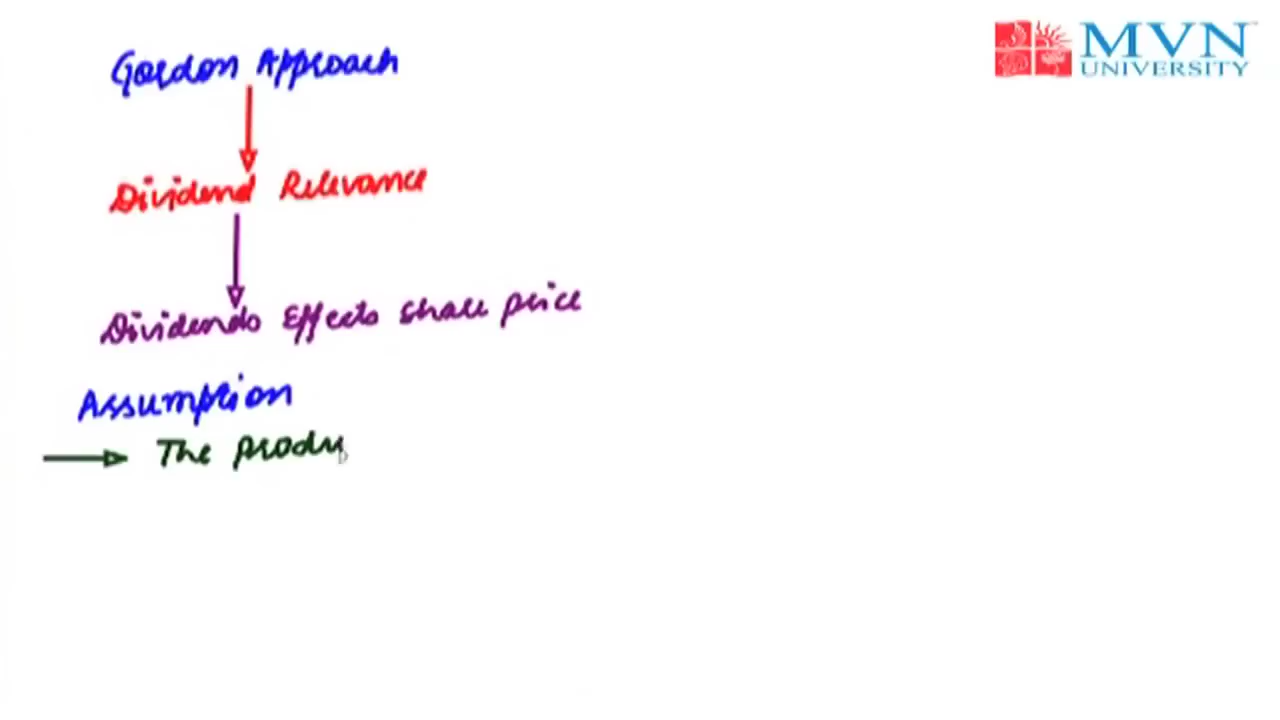 Gordon Approach
MVN
UNIVERSITY
Dividend Relevance
Dividends Effects share price
Assumption
The produ